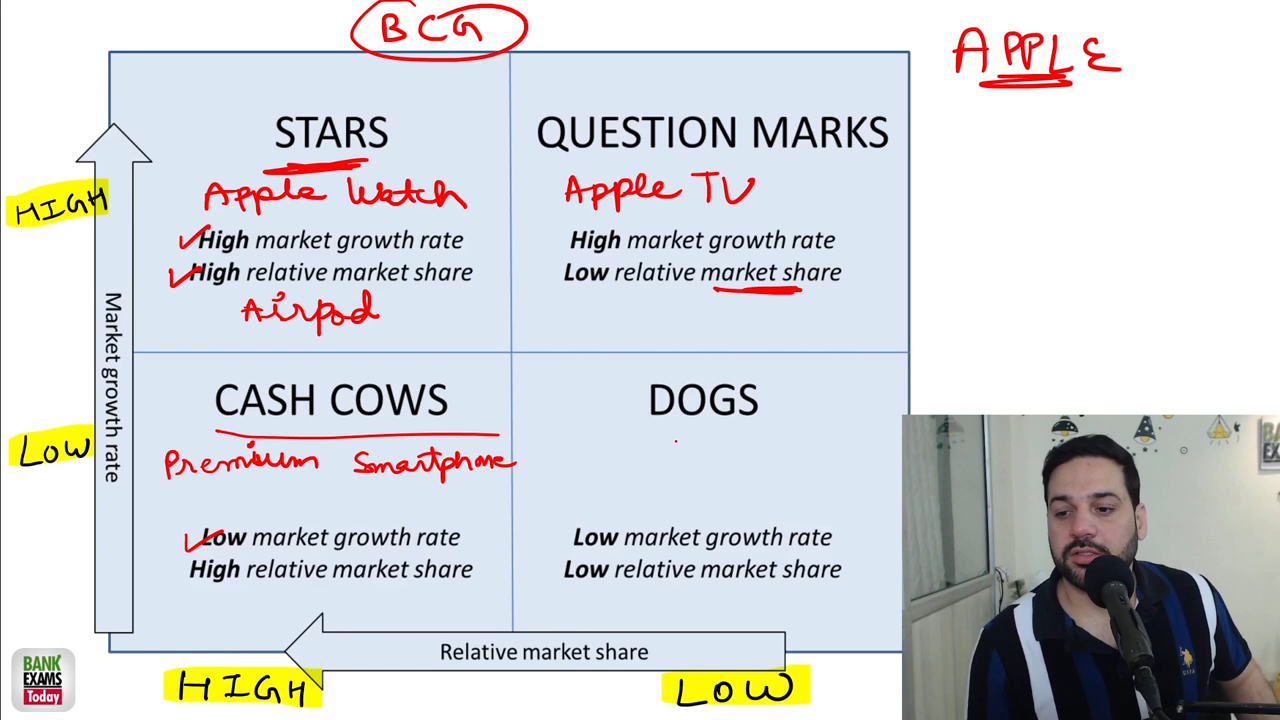 BCG
APPLE
STARS
Apple Watch
High market growth rate
High relative market share
Airpod
QUESTION MARKS
Apple TV
High market growth rate
Low relative market share
HIGH
Market growth rate
LOW
CASH COWS
Premium Smartphone
Low market growth rate
High relative market share
DOGS
Low market growth rate
Low relative market share
Relative market share
HIGH
LOW
BANK
EXAMS
Today
BANK
EXAMS